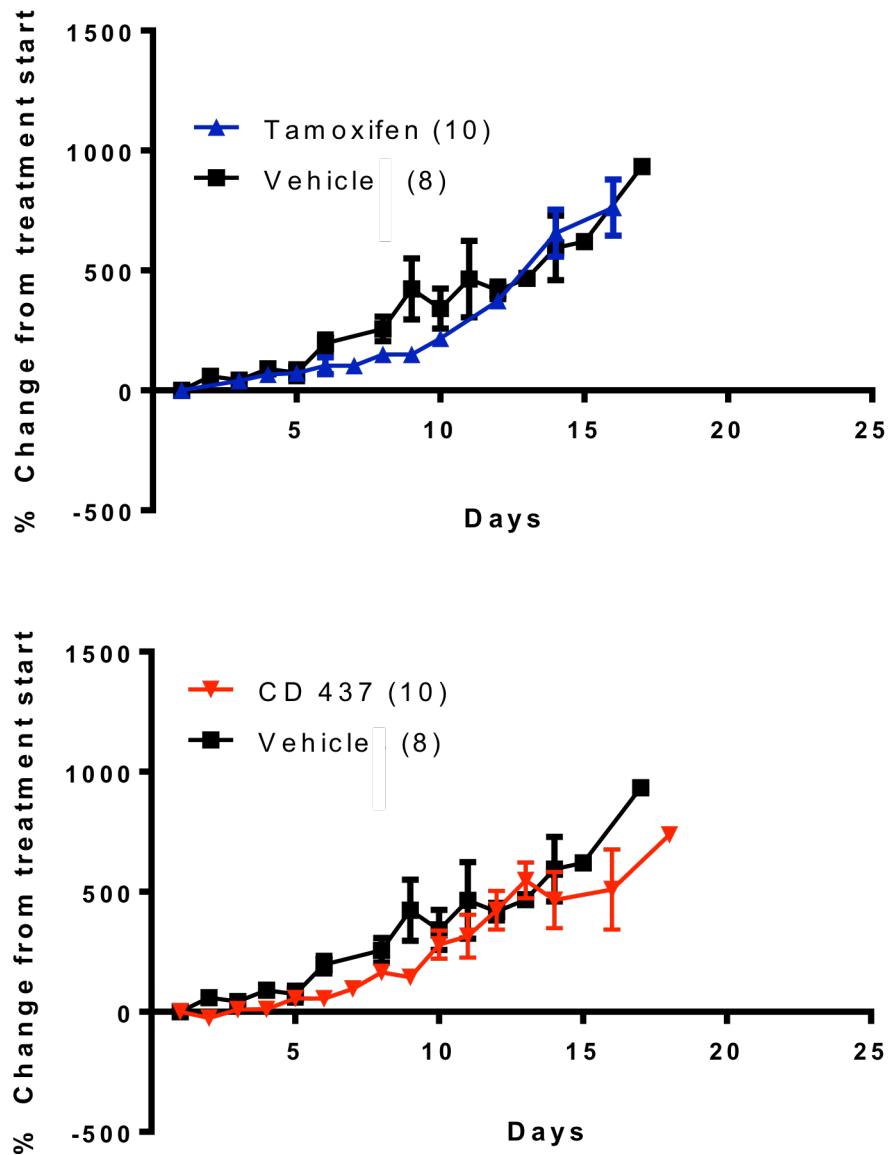 % Change from treatment start
1500
1000
500
0
-500
Tamoxifen (10)
Vehicle (8)
5 10 15 20 25
Days
% Change from treatment start
1500
1000
500
0
-500
CD 437 (10)
Vehicle (8)
5 10 15 20 25
Days